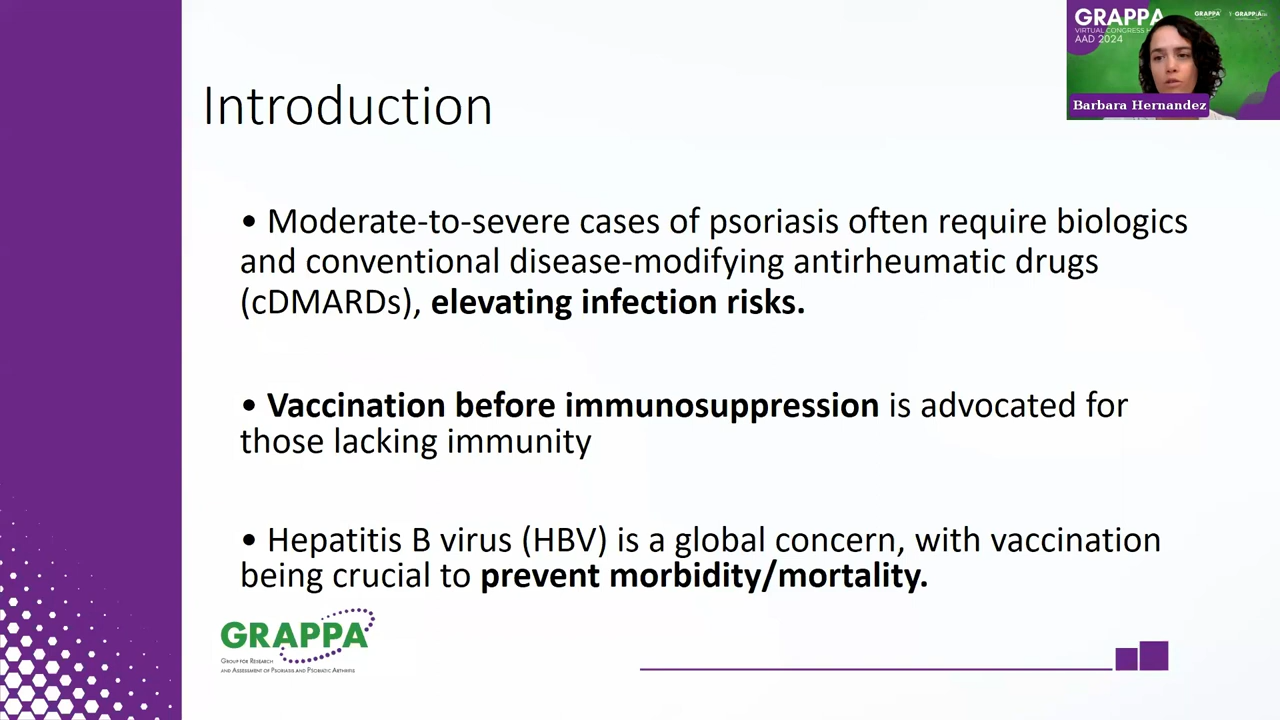 GRAPPA
VIRTUAL CONGRESS
AAD 2024
GRAPPA
Barbara Hernandez
Introduction
• Moderate-to-severe cases of psoriasis often require biologics
and conventional disease-modifying antirheumatic drugs
(cDMARDs), elevating infection risks.
• Vaccination before immunosuppression is advocated for
those lacking immunity
• Hepatitis B virus (HBV) is a global concern, with vaccination
being crucial to prevent morbidity/mortality.
GRAPPA
GROUP FOR RESEARCH
AND ASSESSMENT OF PSORIASIS AND PSORIATIC ARTHRITIS